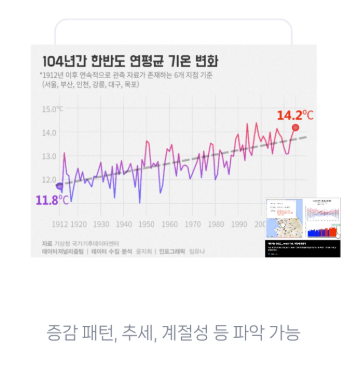 104년간 한반도 연평균 기온 변화
*1912년 이후 연속적으로 관측 자료가 존재하는 6개 지점 기준
(서울, 부산, 인천, 강릉, 대구, 목포)
15.0℃
14.2℃
14.0
13.0
12.0
11.8℃
1912 1920 1930 1940 1950 1960 1970 1980 1990
자료 기상청 국가기후데이터센터
데이터저널리즘팀 | 데이터 수집·분석
인포그래픽
증감 패턴, 추세, 계절성 등 파악 가능